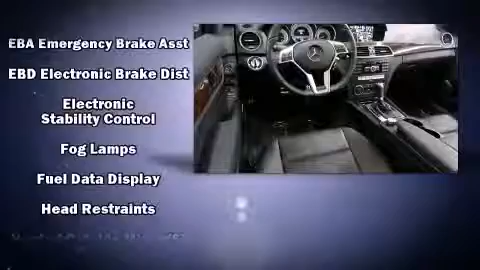 EBA Emergency Brake Asst
EBD Electronic Brake Dist
Electronic
Stability Control
Fog Lamps
Fuel Data Display
Head Restraints